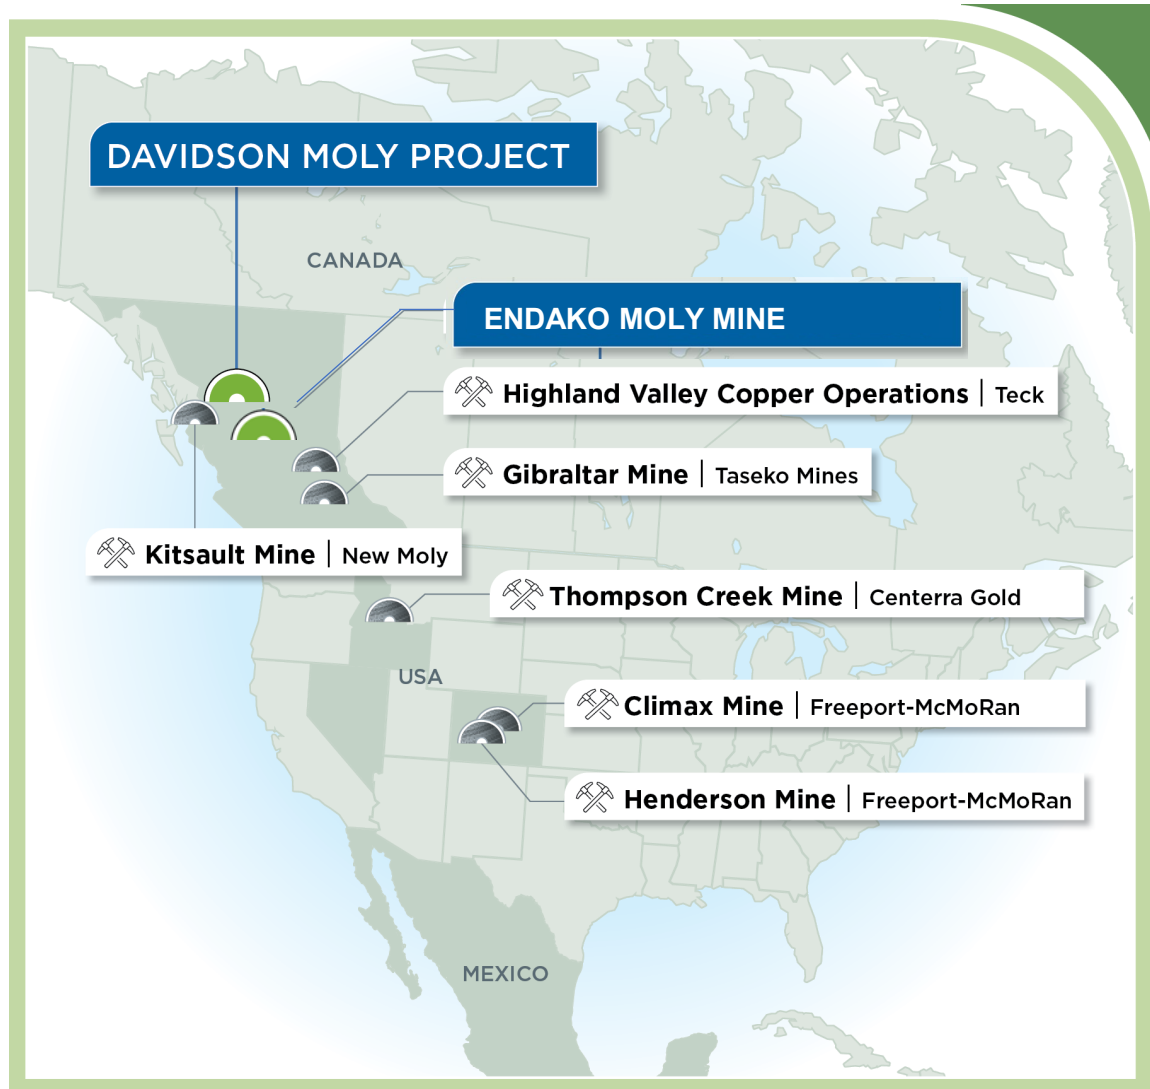 DAVIDSON MOLY PROJECT
CANADA
ENDAKO MOLY MINE
Highland Valley Copper Operations | Teck
Gibraltar Mine | Taseko Mines
Kitsault Mine | New Moly
Thompson Creek Mine | Centerra Gold
USA
Climax Mine | Freeport-McMoRan
Henderson Mine | Freeport-McMoRan
MEXICO